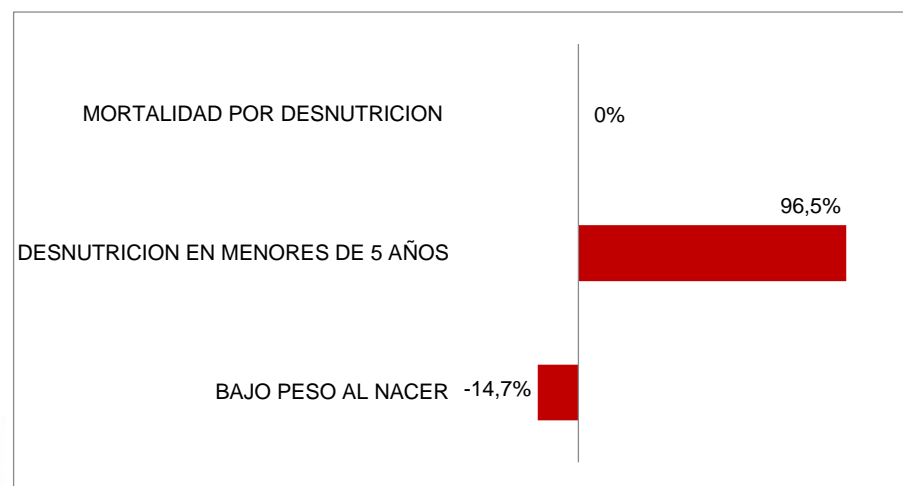 MORTALIDAD POR DESNUTRICION
0%
96,5%
DESNUTRICION EN MENORES DE 5 AÑOS
BAJO PESO AL NACER
-14,7%